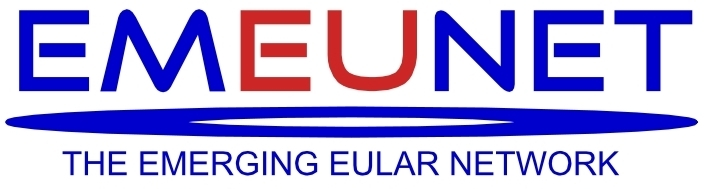 EMEUNET
THE EMERGING EULAR NETWORK